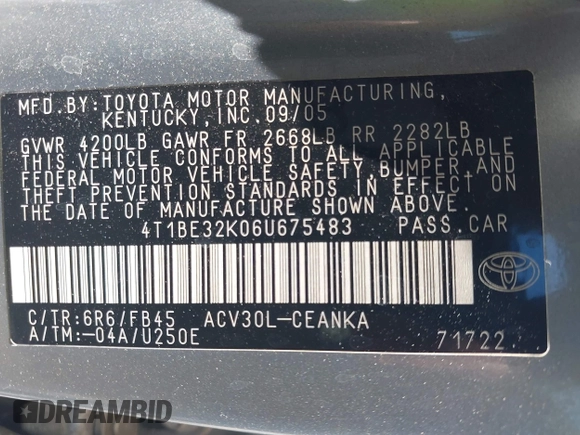 MFD.BY:TOYOTA MOTOR MANUFACTURING,
KENTUCKY,INC.09/05
GVWR 4200LB GAWR FR 2668LB RR 2282LB
THIS VEHICLE CONFORMS TO ALL APPLICABLE
FEDERAL MOTOR VEHICLE SAFETY,BUMPER,AND
THEFT PREVENTION STANDARDS IN EFFECT ON
THE DATE OF MANUFACTURE SHOWN ABOVE.
4T1BE32K06U675483 PASS.CAR
C/TR:6R6/FB45 ACV30L-CEANKA
A/TM:-04A/U250E 71722
DREAMBID